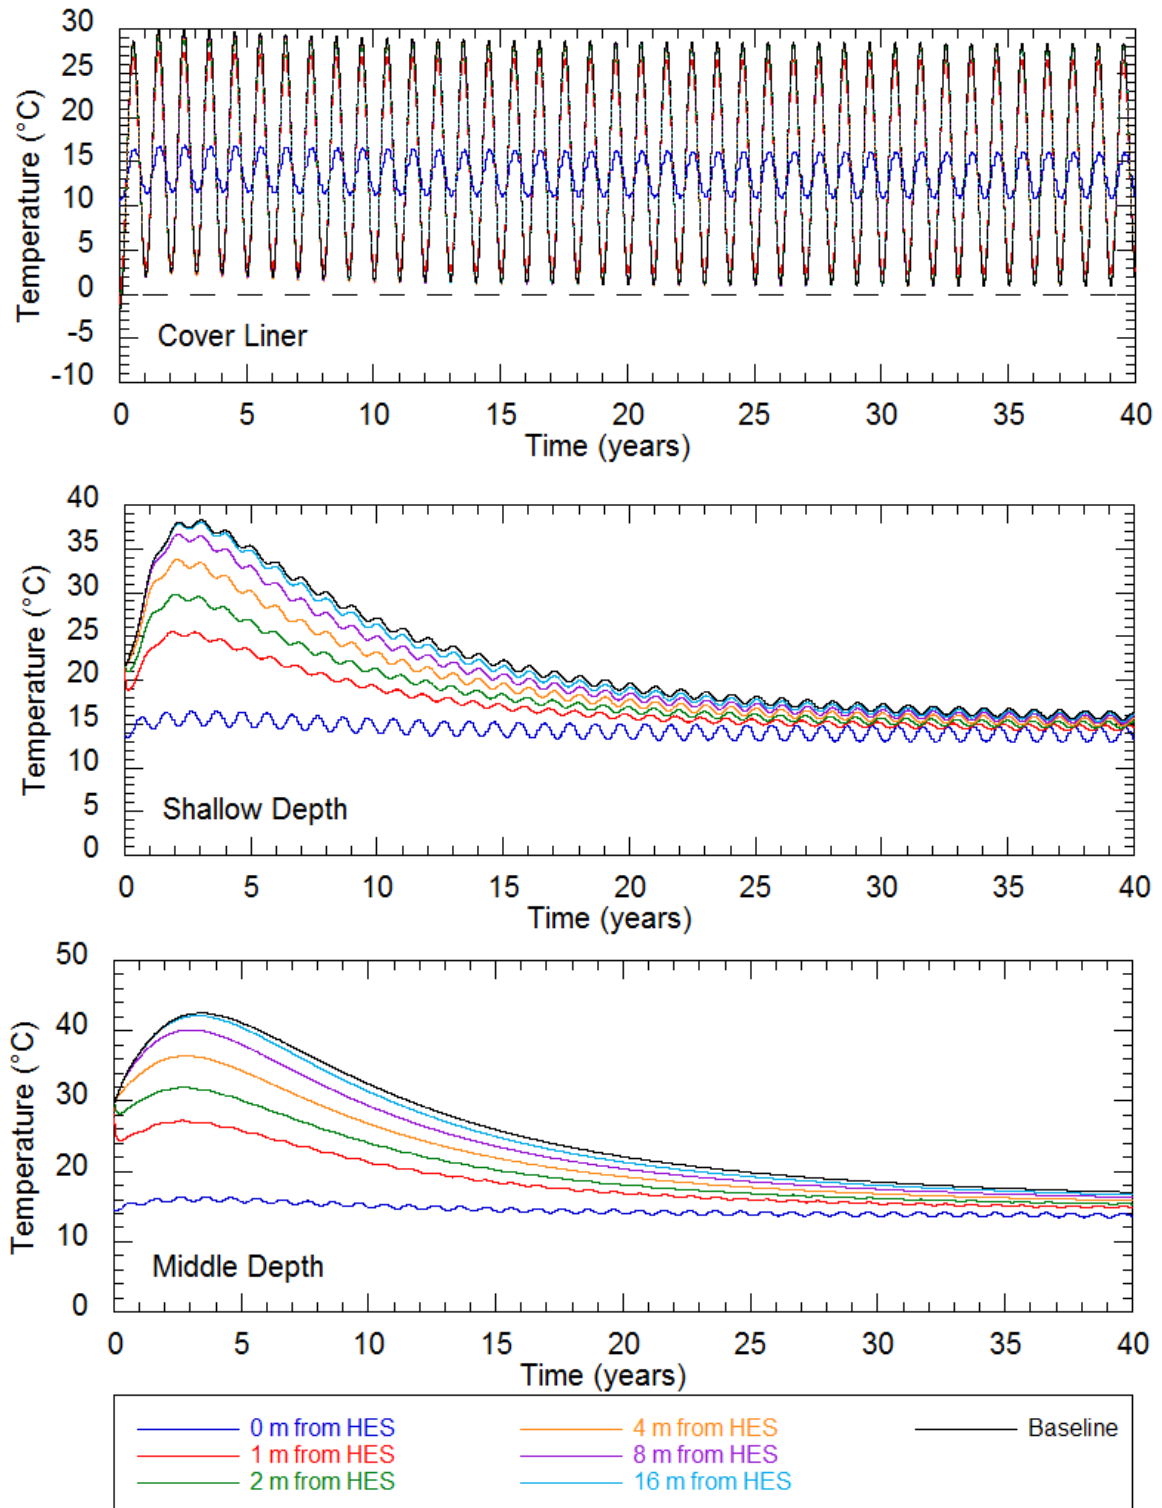 30
25
20
15
10
5
0
-5
-10
Temperature (°C)
Cover Liner
0 5 10 15 20 25 30 35 40
Time (years)
40
35
30
25
20
15
10
5
0
Temperature (°C)
Shallow Depth
0 5 10 15 20 25 30 35 40
Time (years)
50
40
30
20
10
0
Temperature (°C)
Middle Depth
0 5 10 15 20 25 30 35 40
Time (years)
0 m from HES 4 m from HES Baseline
1 m from HES 8 m from HES
2 m from HES 16 m from HES